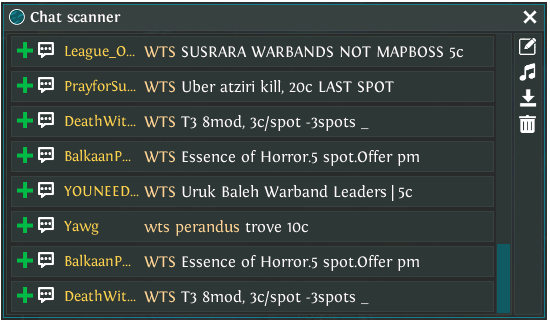 Chat scanner
League_O... WTS SUSRARA WARBANDS NOT MAPBOSS 5c
PrayforSu... WTS Uber atziri kill, 20c LAST SPOT
DeathWit... WTS T3 8mod, 3c/spot -3spots _
BalkaanP... WTS Essence of Horror.5 spot.Offer pm
YOUNEED... WTS Uruk Baleh Warband Leaders | 5c
Yawg wts perandus trove 10c
BalkaanP... WTS Essence of Horror.5 spot.Offer pm
DeathWit... WTS T3 8mod, 3c/spot -3spots _